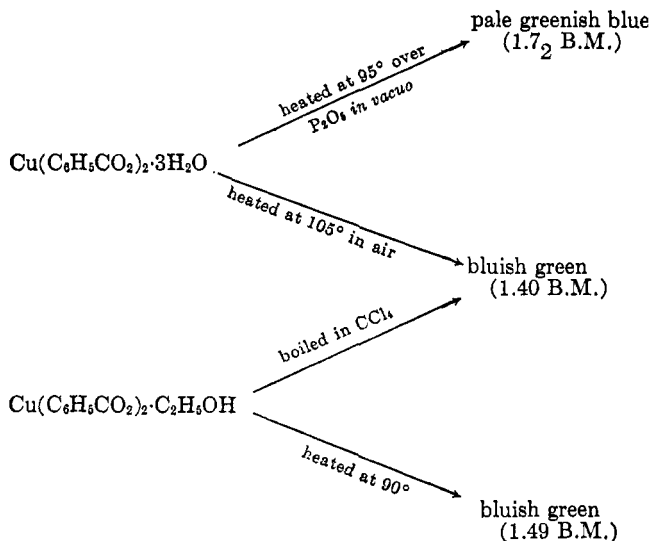 pale greenish blue
(1.7₂ B.M.)
heated at 95° over
P₂O₅ in vacuo
Cu(C₆H₅CO₂)₂·3H₂O
heated at 105° in air
bluish green
(1.40 B.M.)
boiled in CCl₄
Cu(C₆H₅CO₂)₂·C₂H₅OH
heated at 90°
bluish green
(1.49 B.M.)